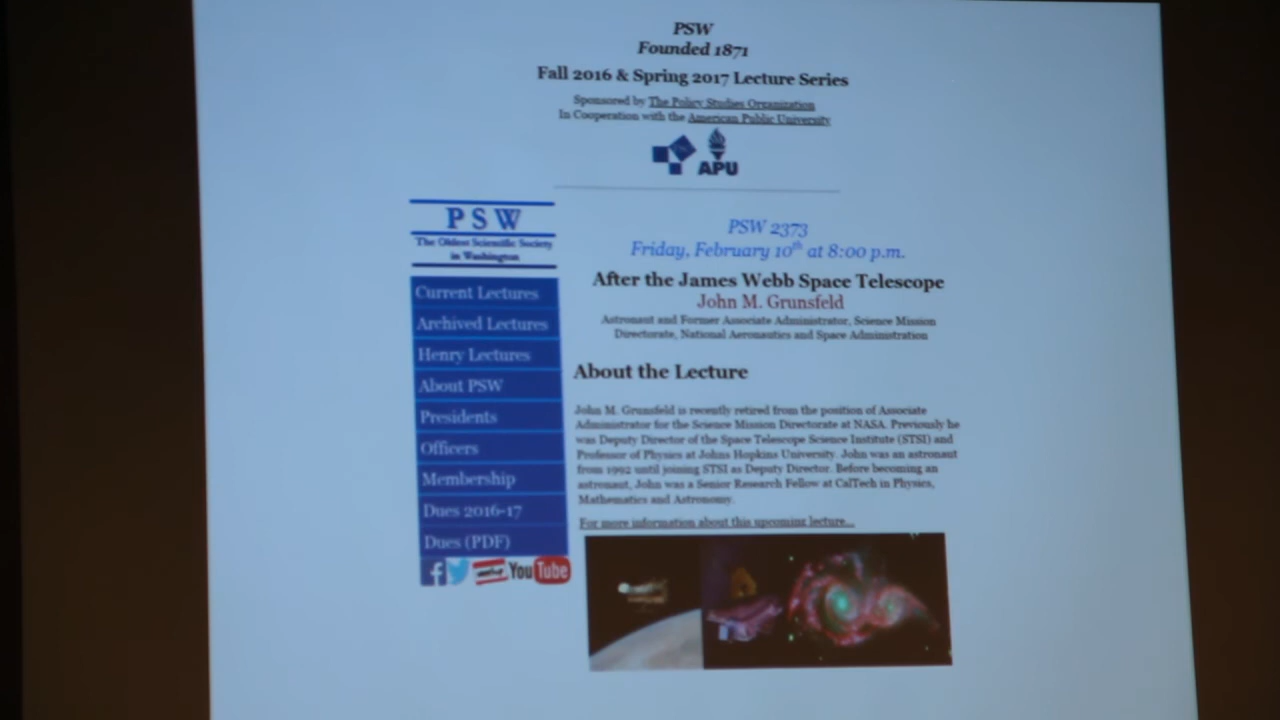 PSW
Founded 1871
Fall 2016 & Spring 2017 Lecture Series
Sponsored by The Policy Studies Organization
In Cooperation with the American Public University
APU
PSW
The Oldest Scientific Society
in Washington
Current Lectures
Archived Lectures
Henry Lectures
About PSW
Presidents
Officers
Membership
Dues 2016-17
Dues (PDF)
f
meetup
YouTube
PSW 2373
Friday, February 10th at 8:00 p.m.
After the James Webb Space Telescope
John M. Grunsfeld
Astronaut and Former Associate Administrator, Science Mission
Directorate, National Aeronautics and Space Administration
About the Lecture
John M. Grunsfeld is recently retired from the position of Associate
Administrator for the Science Mission Directorate at NASA. Previously he
was Deputy Director of the Space Telescope Science Institute (STSI) and
Professor of Physics at Johns Hopkins University. John was an astronaut
from 1992 until joining STSI as Deputy Director. Before becoming an
astronaut, John was a Senior Research Fellow at CalTech in Physics,
Mathematics and Astronomy.
For more information about this upcoming lecture...